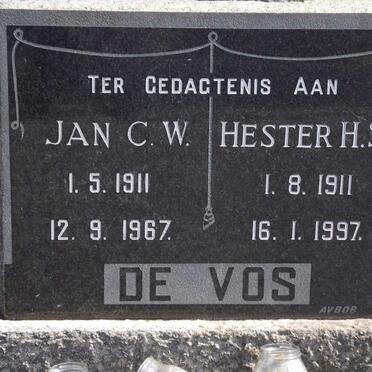 TER GEDAGTENIS AAN
JAN C. W. HESTER H. S
1. 5. 1911 1. 8. 1911
12. 9. 1967. 16. 1. 1997.
DE VOS
AVBOB